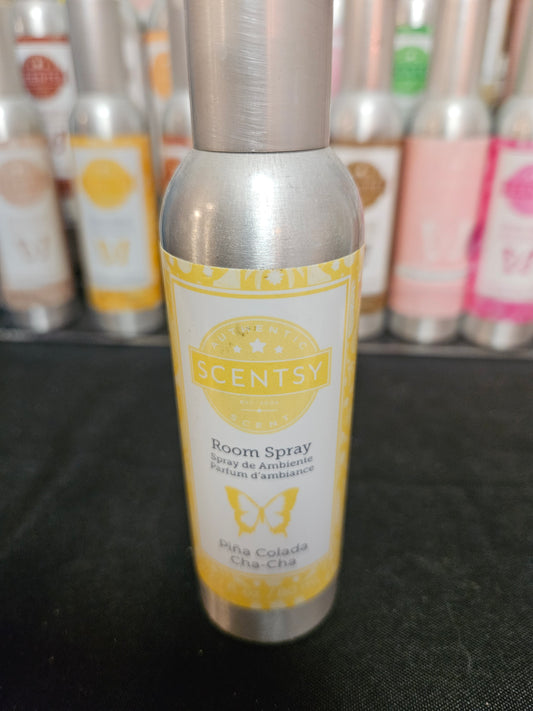 AUTHENTIC
SCENTSY
SCENT
Room Spray
Spray de Ambiente
Parfum d'ambiance
Piña Colada
Cha-Cha